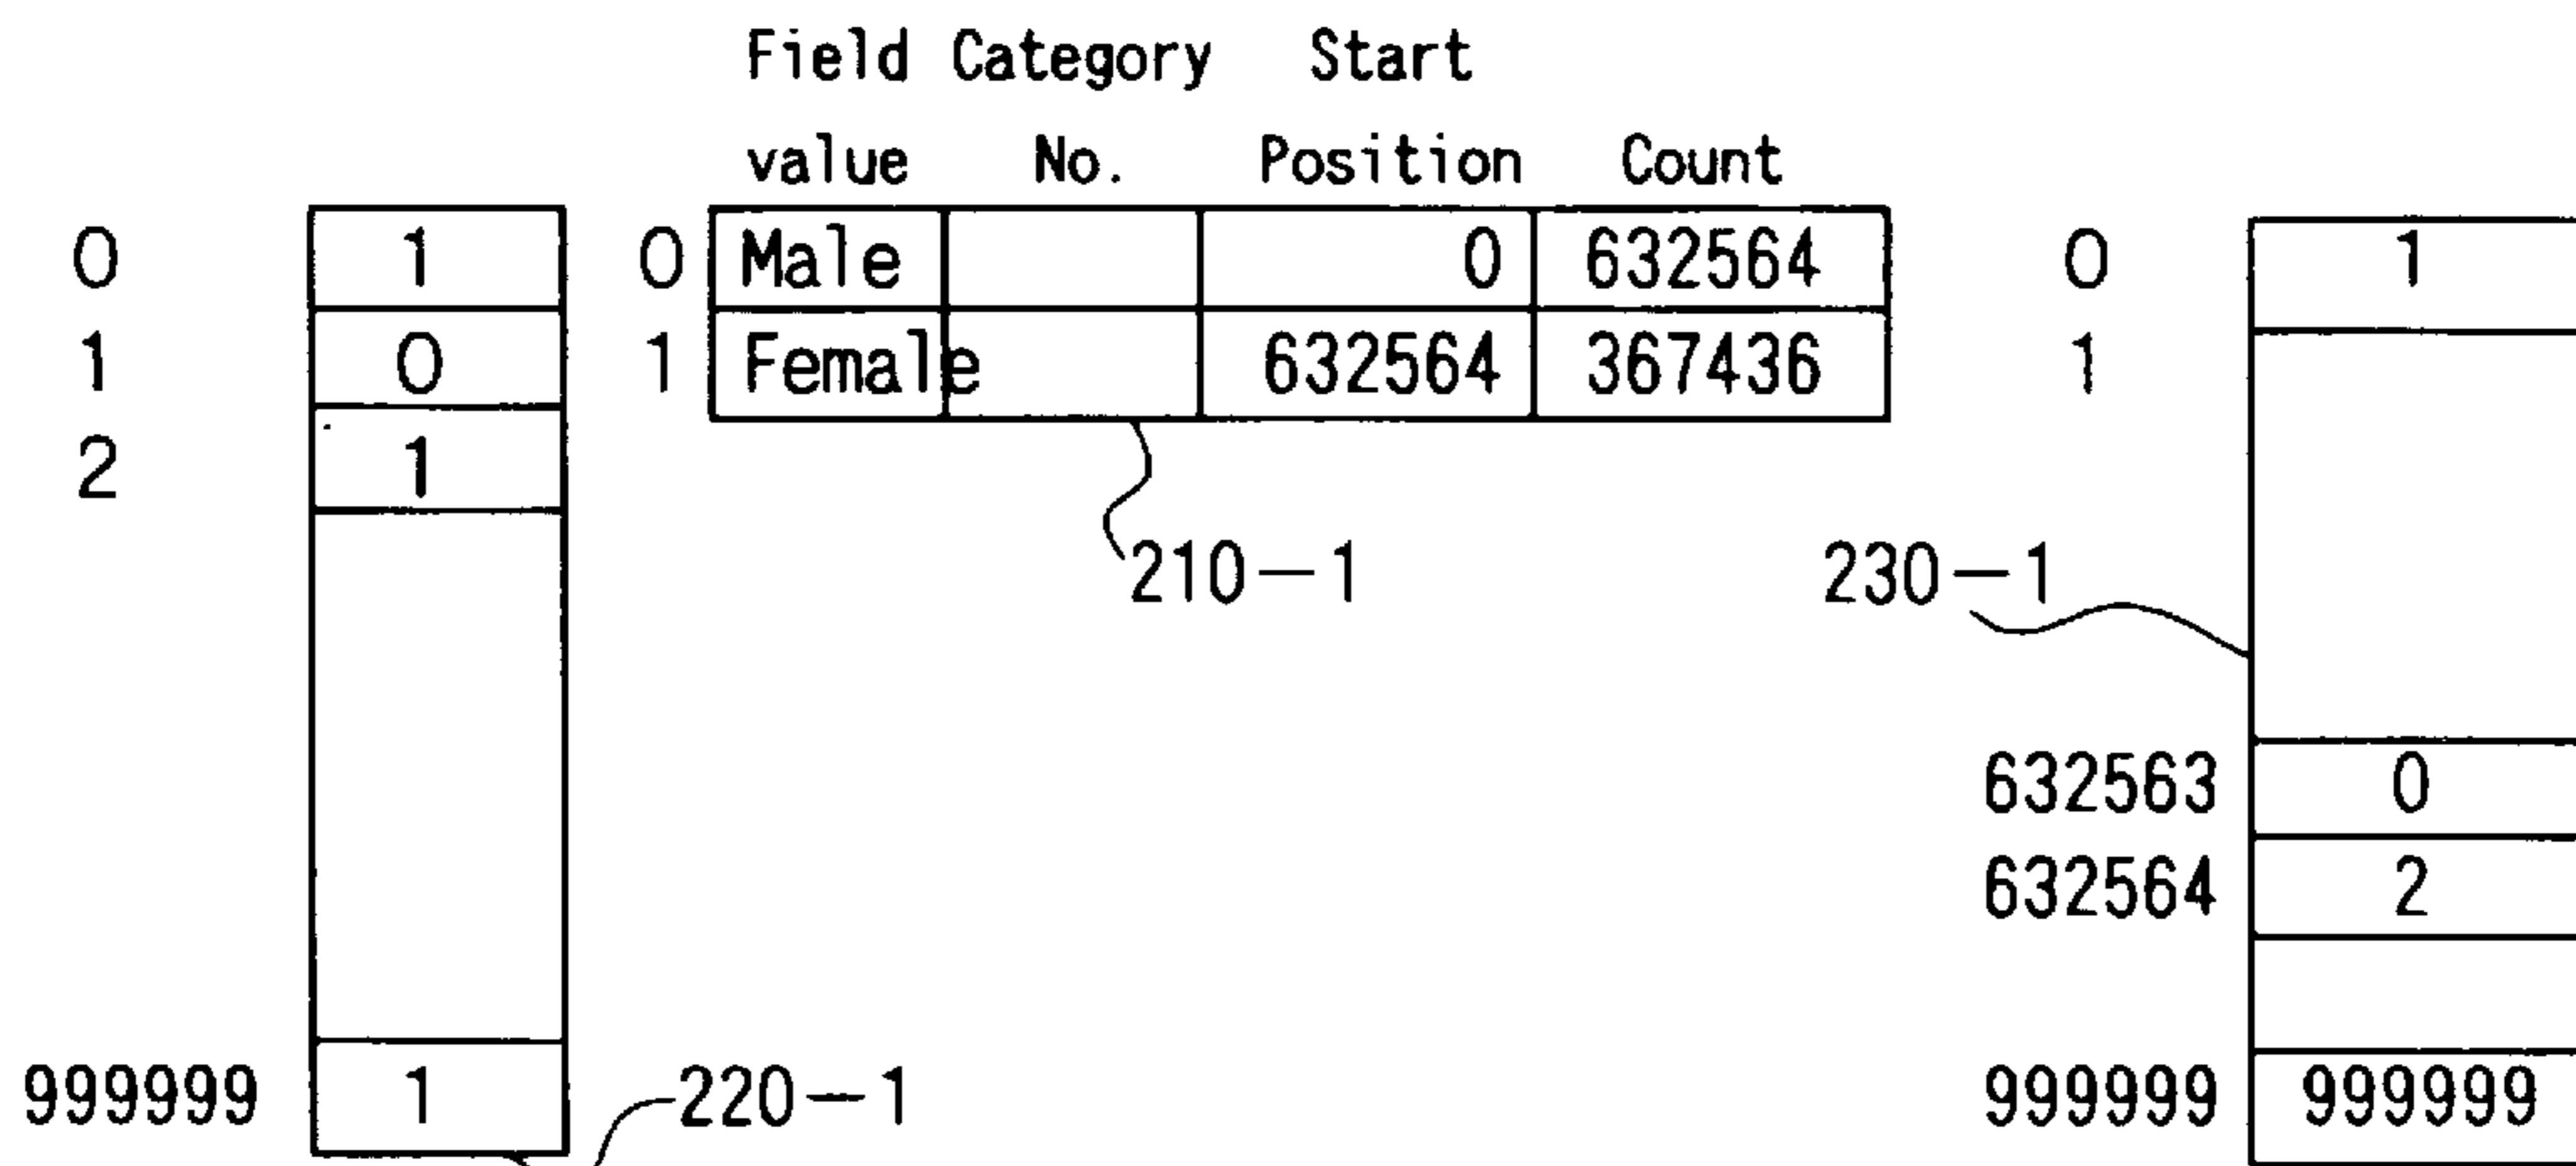 Field Category Start
value No. Position Count
0 1 0 Male 0 632564 0 1
1 0 1 Female 632564 367436 1
2 1
210-1 230-1
632563 0
632564 2
999999 1 220-1 999999 999999